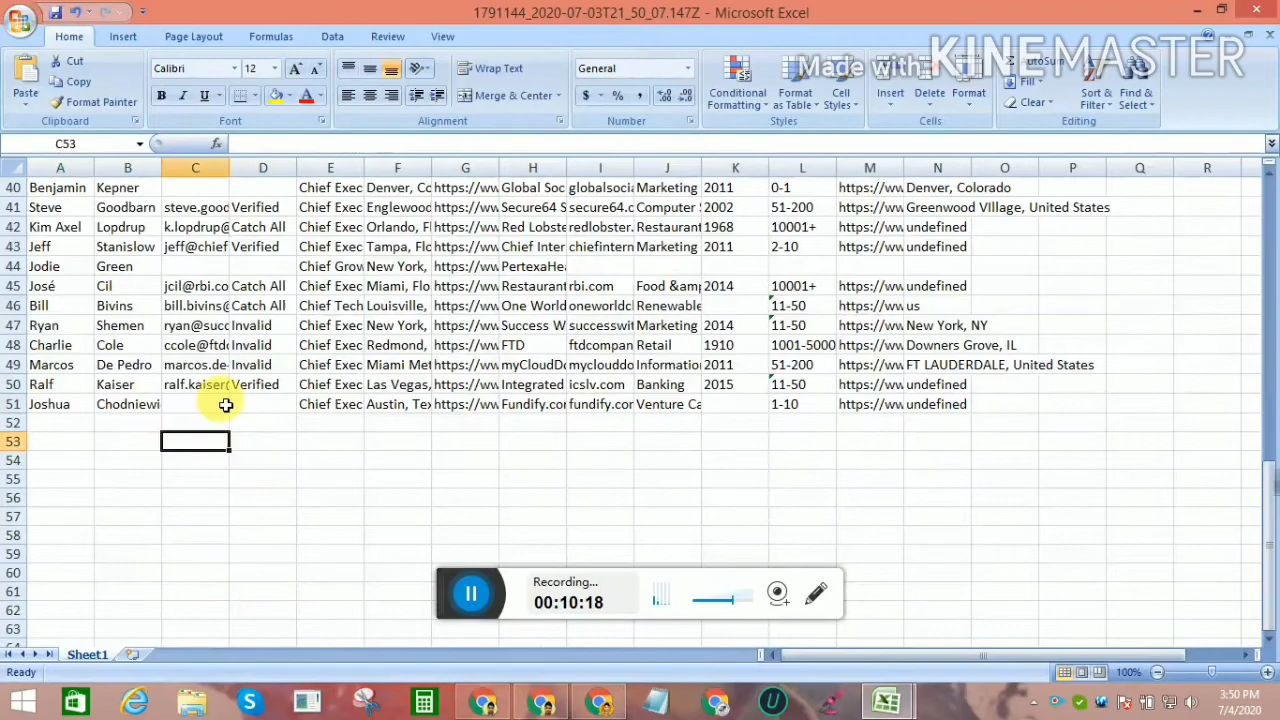 1791144_2020-07-03T21_50_07.147Z - Microsoft Excel
Home Insert Page Layout Formulas Data Review View
Made with KINEMASTER
Paste
Cut
Copy
Format Painter
Clipboard
Calibri 12
B I U
Font
Wrap Text
Merge & Center
Alignment
General
$ % ,
Number
Conditional Formatting
Format as Table
Cell Styles
Styles
Insert
Delete
Format
Cells
AutoSum
Fill
Clear
Sort & Filter
Find & Select
Editing
C53 fx
A B C D E F G H I J K L M N O P Q R
40 Benjamin Kepner Chief Exec Denver, Co https://ww Global Soc globalsocia Marketing 2011 0-1 https://ww Denver, Colorado
41 Steve Goodbarn steve.good Verified Chief Exec Englewood https://ww Secure64 S secure64.c Computer 2002 51-200 https://ww Greenwood VIllage, United States
42 Kim Axel Lopdrup k.lopdrup@ Catch All Chief Exec Orlando, Fl https://ww Red Lobste redlobster. Restaurant 1968 10001+ https://ww undefined
43 Jeff Stanislow jeff@chief Verified Chief Exec Tampa, Flo https://ww Chief Inter chiefintern Marketing 2011 2-10 https://ww undefined
44 Jodie Green Chief Grow New York, https://ww PertexaHea
45 José Cil jcil@rbi.co Catch All Chief Exec Miami, Flo https://ww Restaurant rbi.com Food &amp 2014 10001+ https://ww undefined
46 Bill Bivins bill.bivins@ Catch All Chief Tech Louisville, https://ww One World oneworldc Renewable 11-50 https://ww us
47 Ryan Shemen ryan@succ Invalid Chief Exec New York, https://ww Success W successwit Marketing 2014 11-50 https://ww New York, NY
48 Charlie Cole ccole@ftdc Invalid Chief Exec Redmond, https://ww FTD ftdcompan Retail 1910 1001-5000 https://ww Downers Grove, IL
49 Marcos De Pedro marcos.de Invalid Chief Exec Miami Met https://ww myCloudDo myclouddo Informatio 2011 51-200 https://ww FT LAUDERDALE, United States
50 Ralf Kaiser ralf.kaiser@ Verified Chief Exec Las Vegas, https://ww Integrated icslv.com Banking 2015 11-50 https://ww undefined
51 Joshua Chodniewi Chief Exec Austin, Tex https://ww Fundify.com fundify.cor Venture Ca 1-10 https://ww undefined
52
53
54
55
56
57
58
59
60
61
62
63
Recording...
00:10:18
Sheet1
Ready 100%
3:50 PM
7/4/2020